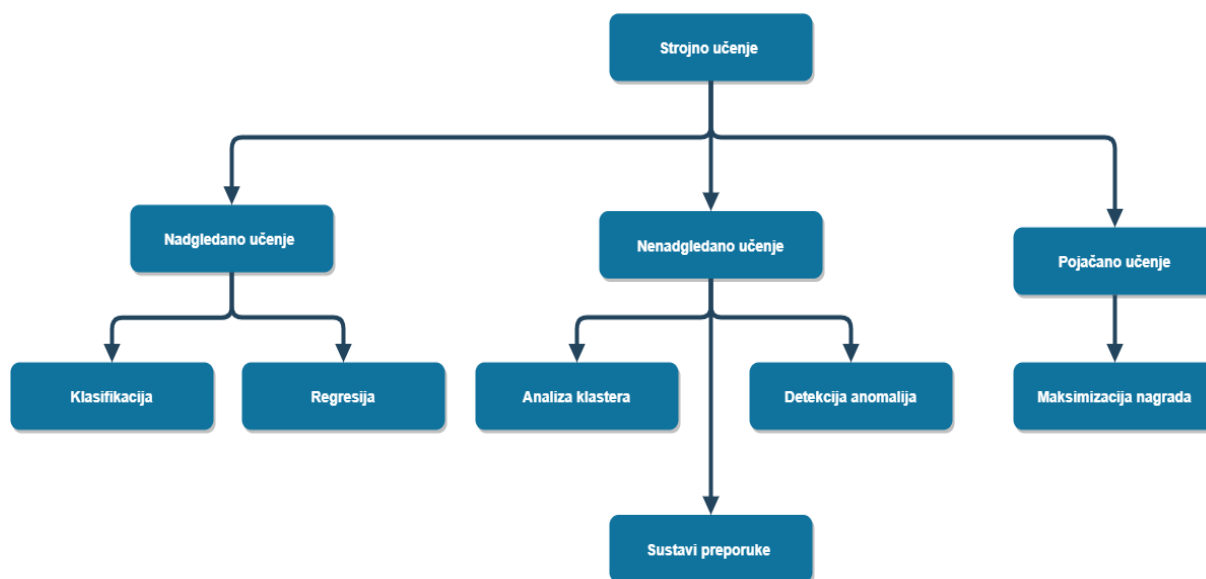 Strojno učenje
Nadgledano učenje
Nenadgledano učenje
Pojačano učenje
Klasifikacija
Regresija
Analiza klastera
Detekcija anomalija
Maksimizacija nagrada
Sustavi preporuke